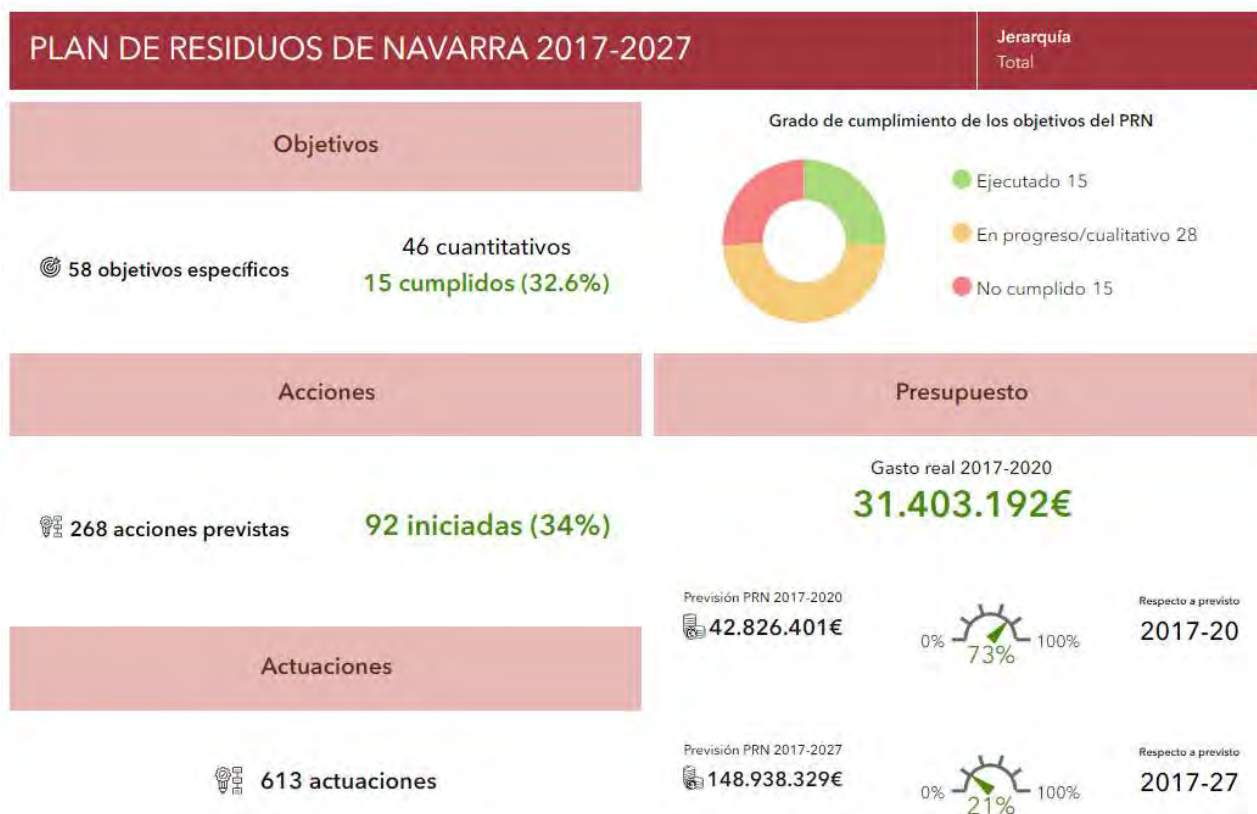 PLAN DE RESIDUOS DE NAVARRA 2017-2027
Jerarquía
Total
Objetivos
58 objetivos específicos
46 cuantitativos
15 cumplidos (32.6%)
Grado de cumplimiento de los objetivos del PRN
Ejecutado 15
En progreso/cualitativo 28
No cumplido 15
Acciones
268 acciones previstas
92 iniciadas (34%)
Actuaciones
613 actuaciones
Presupuesto
Gasto real 2017-2020
31.403.192€
Previsión PRN 2017-2020
42.826.401€
0%
73%
100%
Respecto a previsto
2017-20
Previsión PRN 2017-2027
148.938.329€
0%
21%
100%
Respecto a previsto
2017-27